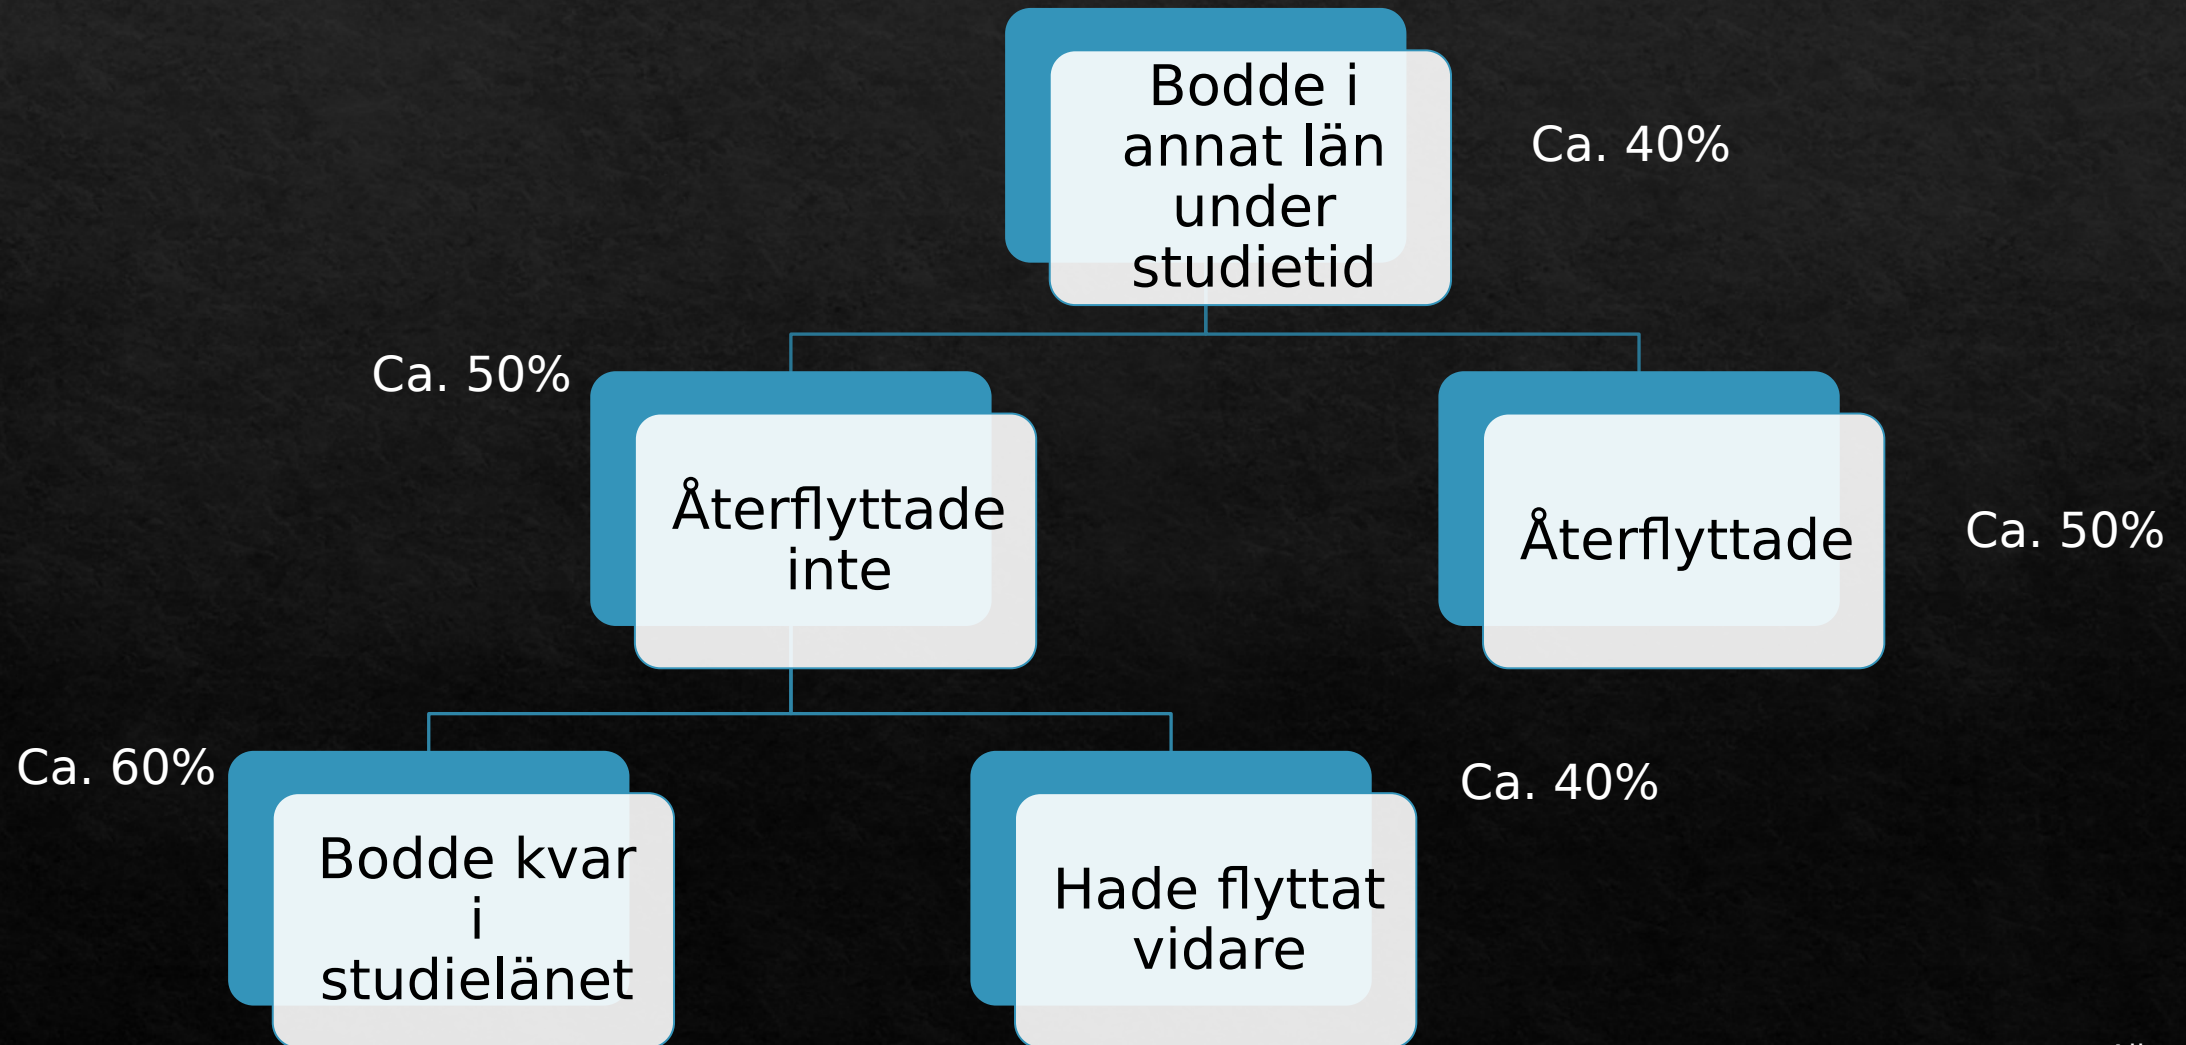 Bodde i
annat län
under
studietid
Ca. 40%
Ca. 50%
Återflyttade
inte
Återflyttade
Ca. 50%
Ca. 60%
Bodde kvar
i
studielänet
Hade flyttat
vidare
Ca. 40%